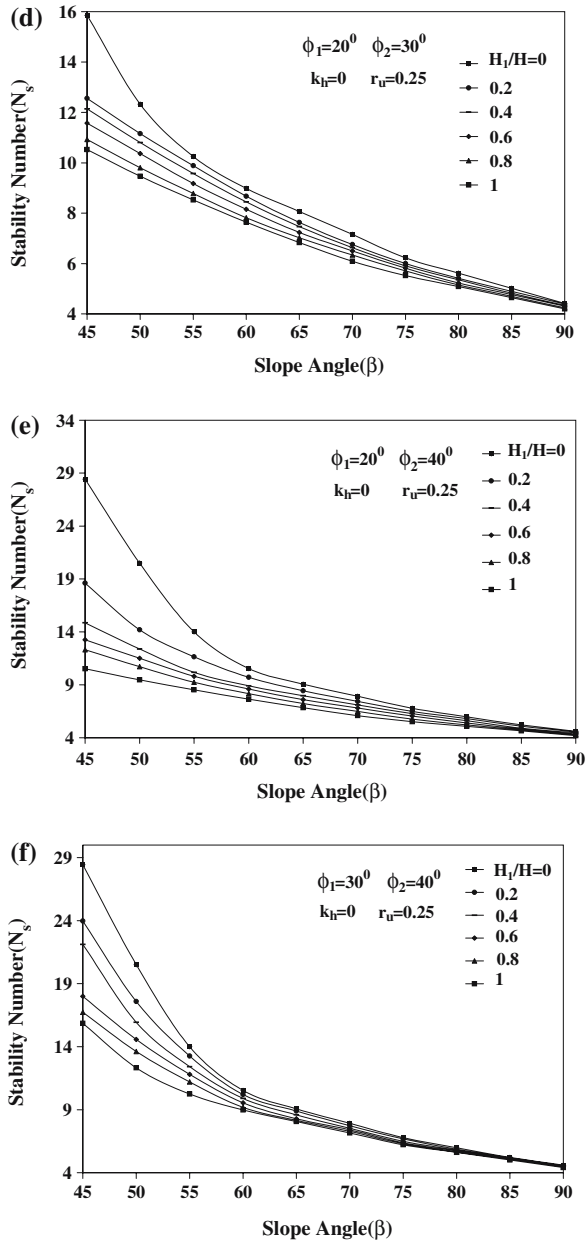 (d)
16
14
12
10
8
6
4
Stability Number(Nₛ)
ϕ₁=20⁰ ϕ₂=30⁰
kₕ=0 rᵤ=0.25
H₁/H=0
0.2
0.4
0.6
0.8
1
45 50 55 60 65 70 75 80 85 90
Slope Angle(β)
(e)
34
29
24
19
14
9
4
Stability Number(Nₛ)
ϕ₁=20⁰ ϕ₂=40⁰
kₕ=0 rᵤ=0.25
H₁/H=0
0.2
0.4
0.6
0.8
1
45 50 55 60 65 70 75 80 85 90
Slope Angle(β)
(f)
29
24
19
14
9
4
Stability Number(Nₛ)
ϕ₁=30⁰ ϕ₂=40⁰
kₕ=0 rᵤ=0.25
H₁/H=0
0.2
0.4
0.6
0.8
1
45 50 55 60 65 70 75 80 85 90
Slope Angle(β)